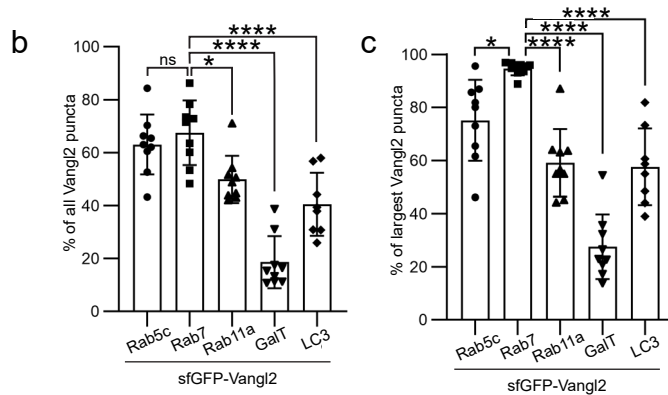 b
****
****
ns
*
100
80
60
40
20
0
% of all Vangl2 puncta
Rab5c
Rab7
Rab11a
GalT
LC3
sfGFP-Vangl2
c
****
****
*
****
100
80
60
40
20
0
% of largest Vangl2 puncta
Rab5c
Rab7
Rab11a
GalT
LC3
sfGFP-Vangl2